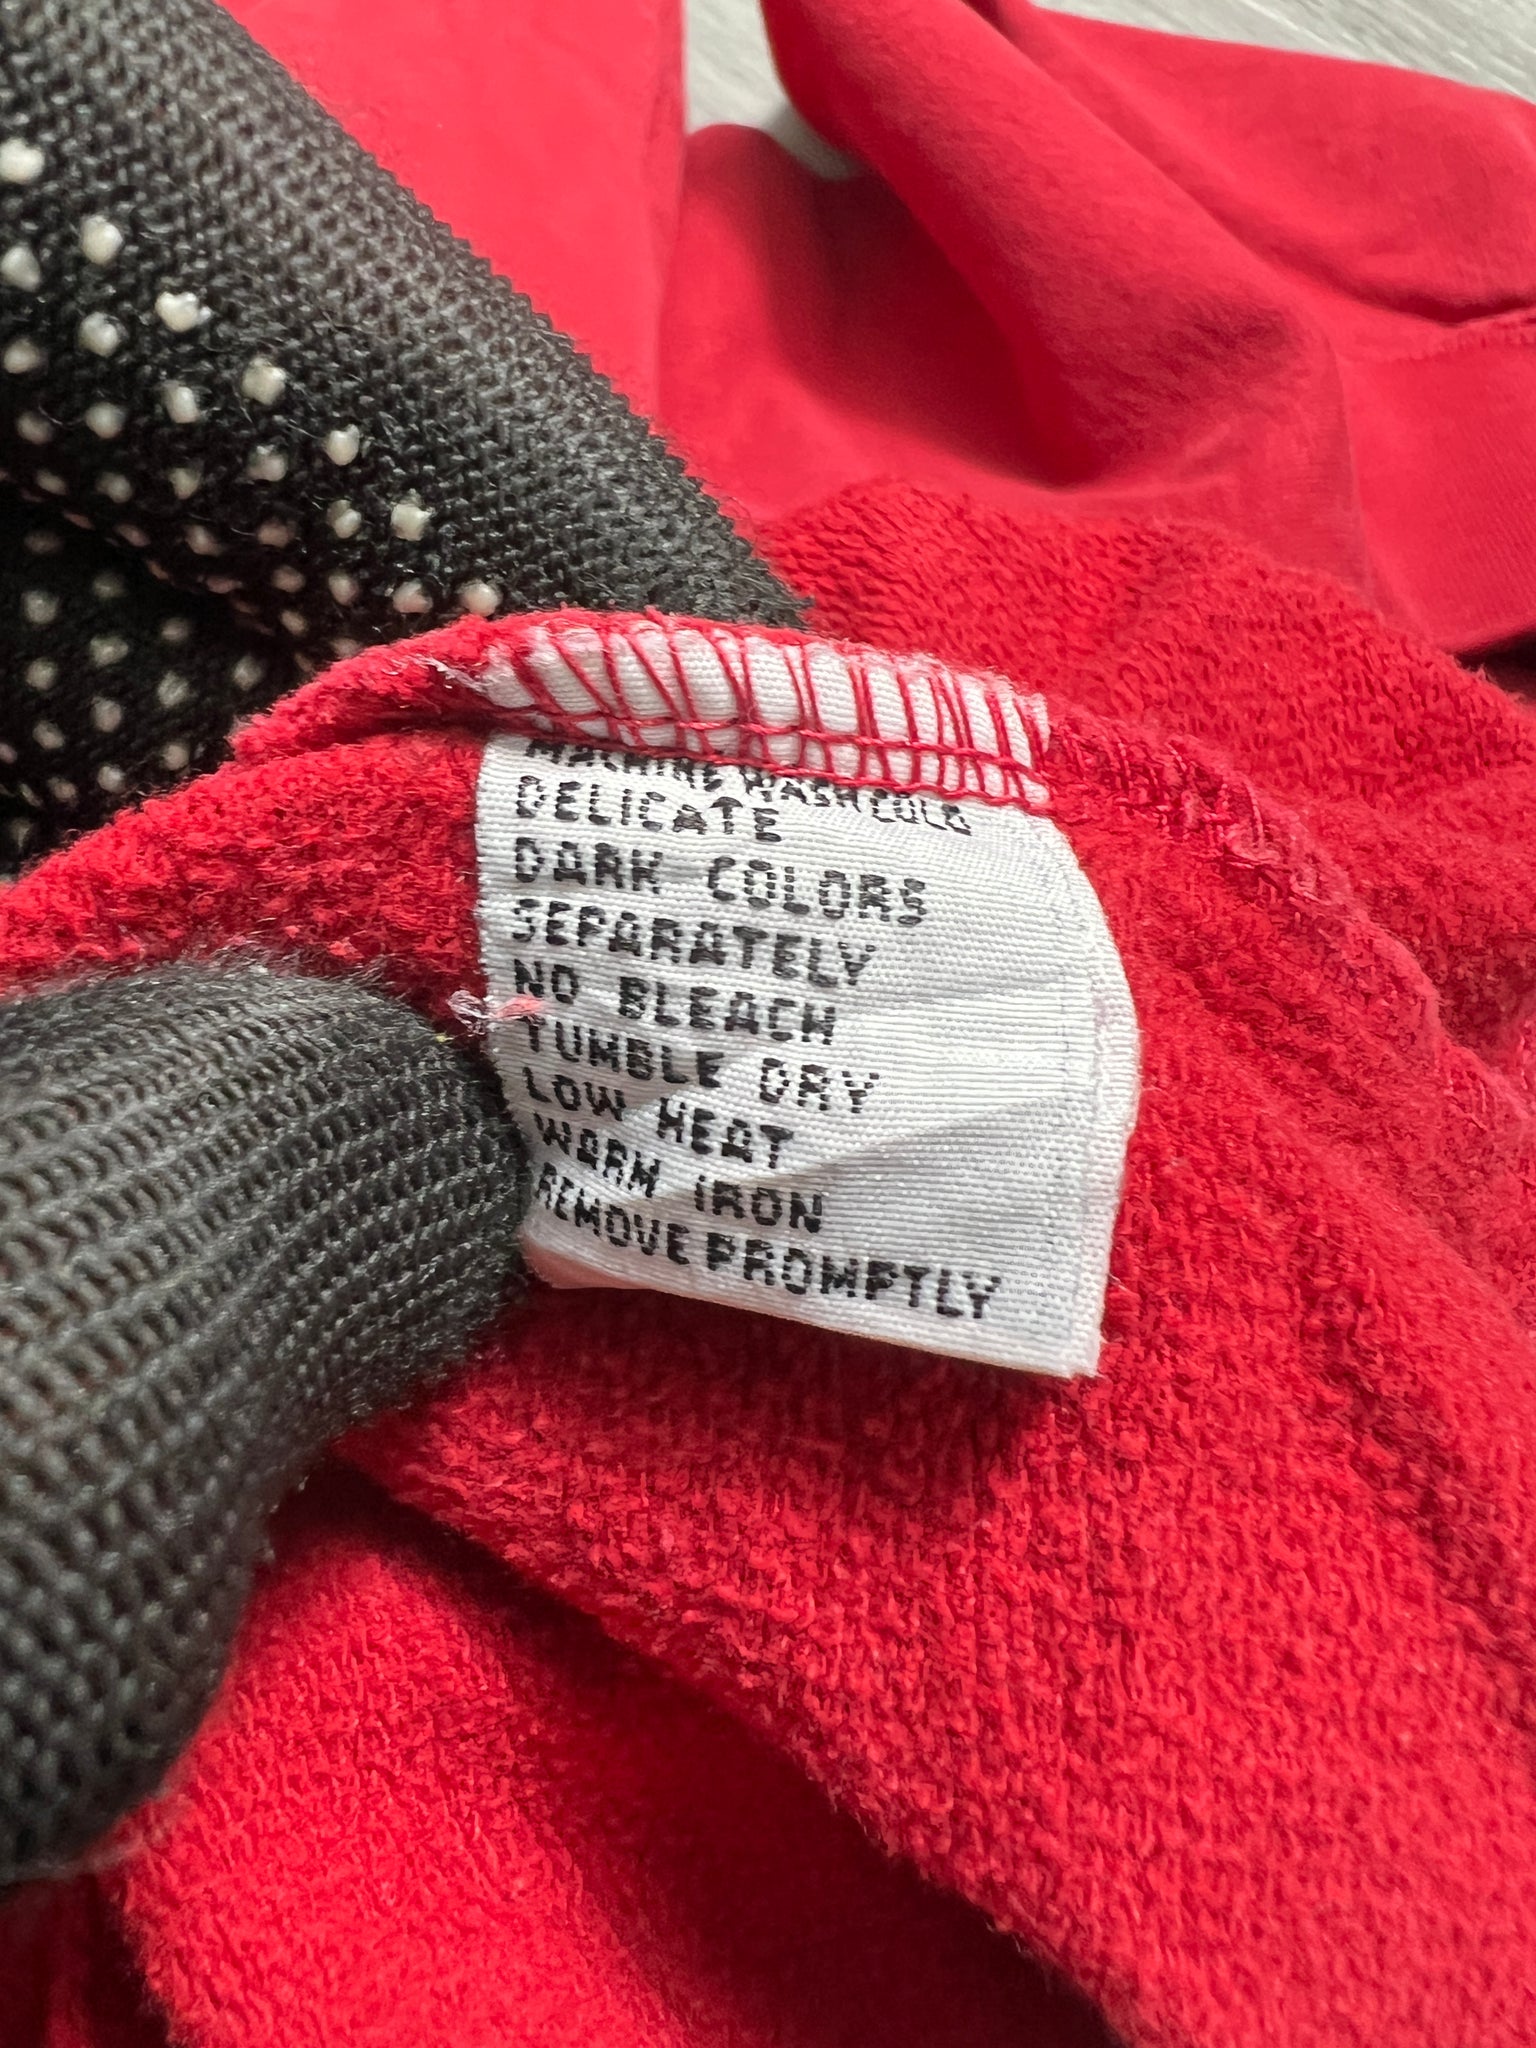 MACHINE WASH COLD
DELICATE
DARK COLORS
SEPARATELY
NO BLEACH
TUMBLE DRY
LOW HEAT
WARM IRON
REMOVE PROMPTLY